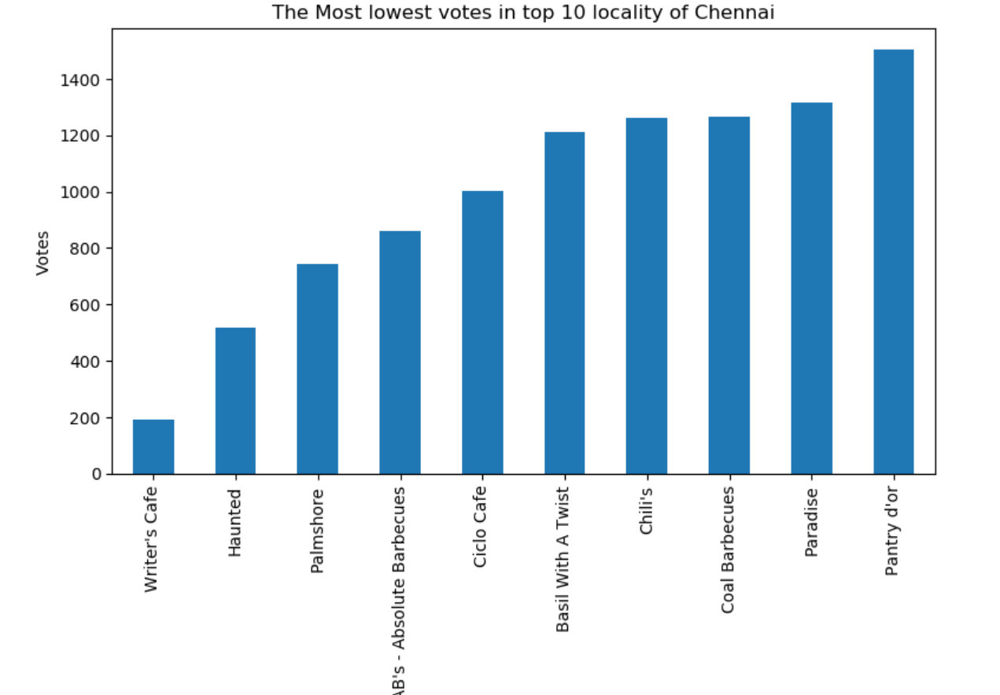 The Most lowest votes in top 10 locality of Chennai
Votes
1400
1200
1000
800
600
400
200
0
Writer's Cafe
Haunted
Palmshore
AB's - Absolute Barbecues
Ciclo Cafe
Basil With A Twist
Chili's
Coal Barbecues
Paradise
Pantry d'or